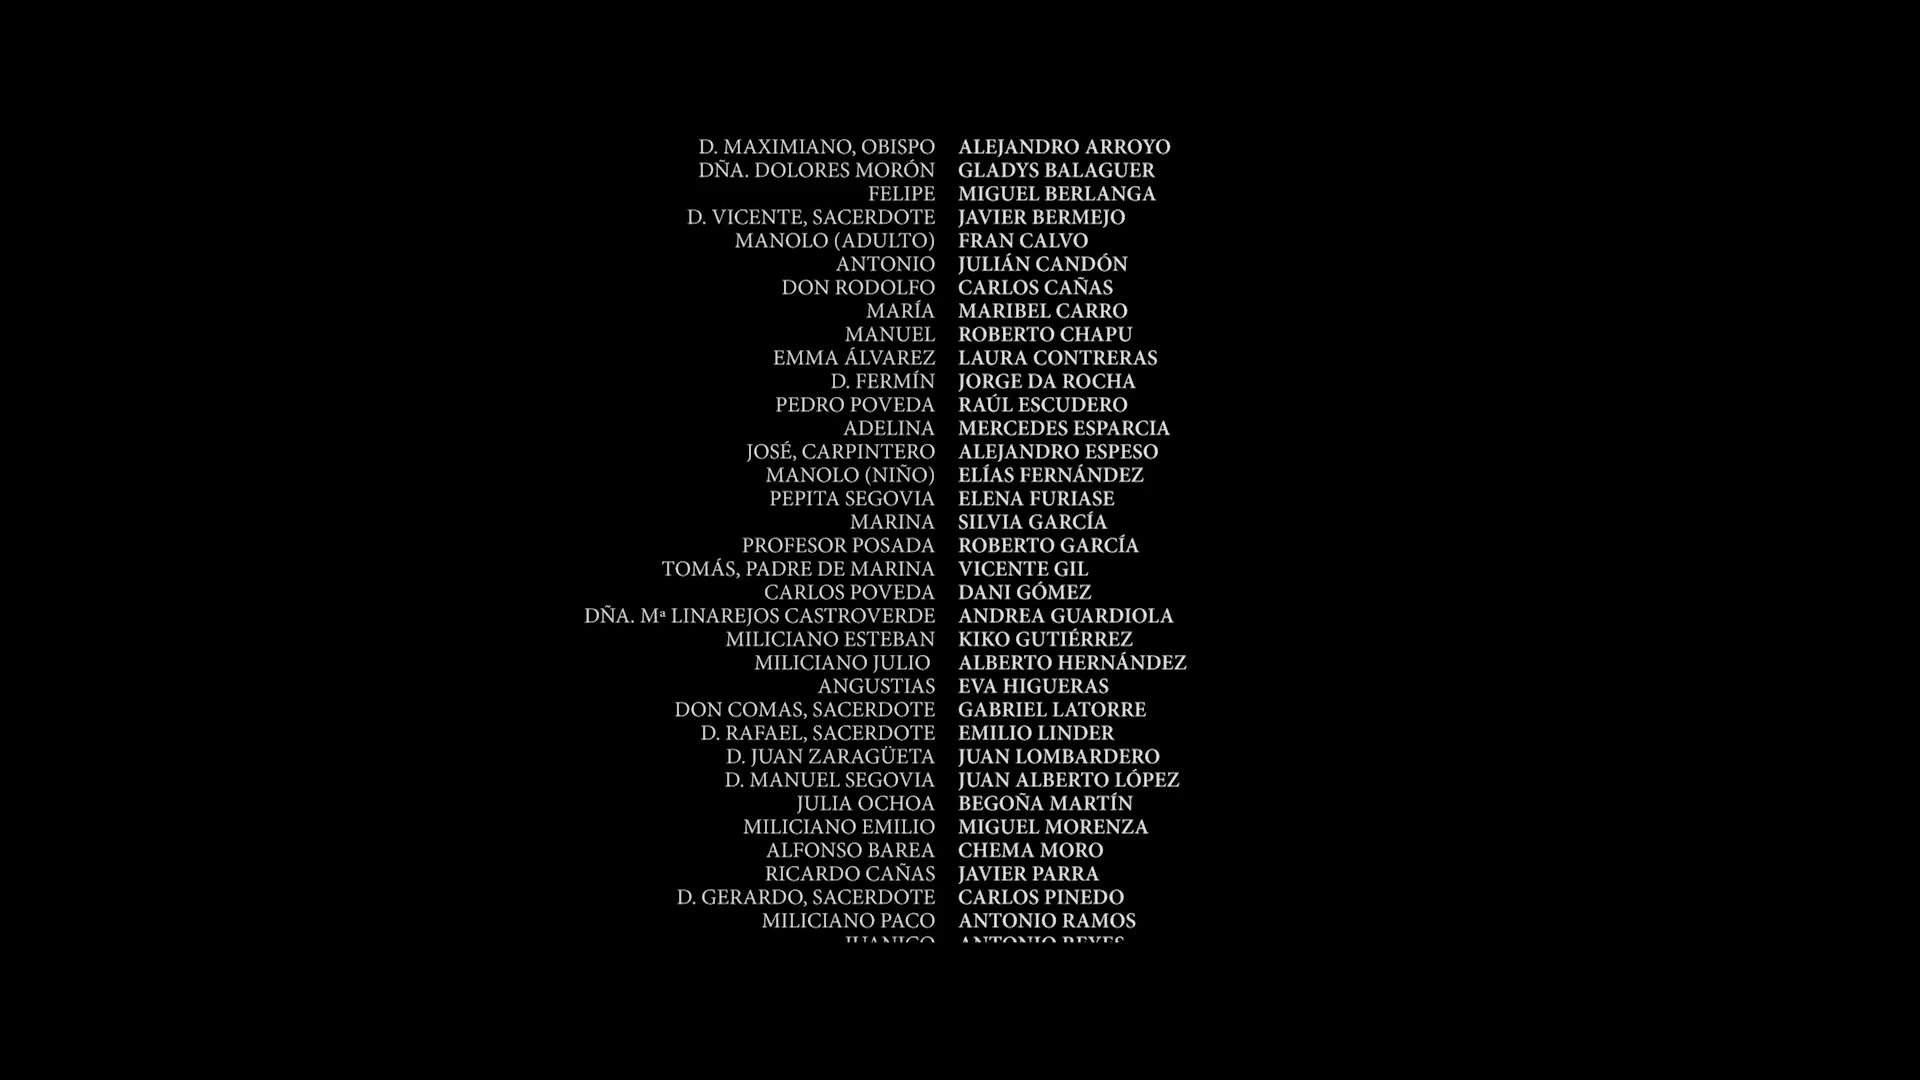 D. MAXIMIANO, OBISPO ALEJANDRO ARROYO
DÑA. DOLORES MORÓN GLADYS BALAGUER
FELIPE MIGUEL BERLANGA
D. VICENTE, SACERDOTE JAVIER BERMEJO
MANOLO (ADULTO) FRAN CALVO
ANTONIO JULIÁN CANDÓN
DON RODOLFO CARLOS CAÑAS
MARÍA MARIBEL CARRO
MANUEL ROBERTO CHAPU
EMMA ÁLVAREZ LAURA CONTRERAS
D. FERMÍN JORGE DA ROCHA
PEDRO POVEDA RAÚL ESCUDERO
ADELINA MERCEDES ESPARCIA
JOSÉ, CARPINTERO ALEJANDRO ESPESO
MANOLO (NIÑO) ELÍAS FERNÁNDEZ
PEPITA SEGOVIA ELENA FURIASE
MARINA SILVIA GARCÍA
PROFESOR POSADA ROBERTO GARCÍA
TOMÁS, PADRE DE MARINA VICENTE GIL
CARLOS POVEDA DANI GÓMEZ
DÑA. Mª LINAREJOS CASTROVERDE ANDREA GUARDIOLA
MILICIANO ESTEBAN KIKO GUTIÉRREZ
MILICIANO JULIO ALBERTO HERNÁNDEZ
ANGUSTIAS EVA HIGUERAS
DON COMAS, SACERDOTE GABRIEL LATORRE
D. RAFAEL, SACERDOTE EMILIO LINDER
D. JUAN ZARAGÜETA JUAN LOMBARDERO
D. MANUEL SEGOVIA JUAN ALBERTO LÓPEZ
JULIA OCHOA BEGOÑA MARTÍN
MILICIANO EMILIO MIGUEL MORENZA
ALFONSO BAREA CHEMA MORO
RICARDO CAÑAS JAVIER PARRA
D. GERARDO, SACERDOTE CARLOS PINEDO
MILICIANO PACO ANTONIO RAMOS
JUANICO ANTONIO REYES